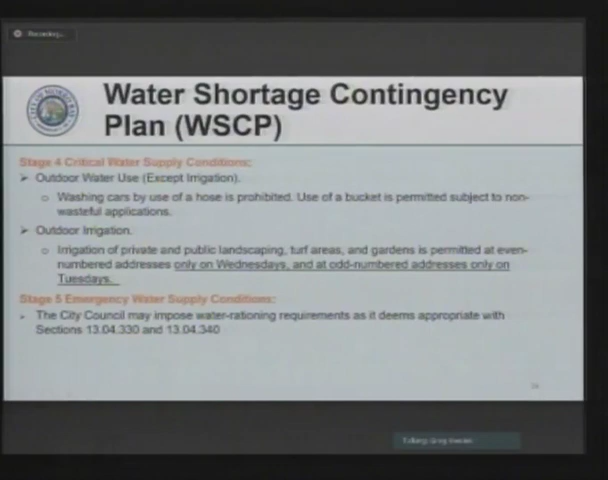 Recording...
Water Shortage Contingency
Plan (WSCP)
Stage 4 Critical Water Supply Conditions:
➤ Outdoor Water Use (Except Irrigation).
o Washing cars by use of a hose is prohibited. Use of a bucket is permitted subject to non-
wasteful applications.
➤ Outdoor Irrigation.
o Irrigation of private and public landscaping, turf areas, and gardens is permitted at even-
numbered addresses only on Wednesdays, and at odd-numbered addresses only on
Tuesdays.
Stage 5 Emergency Water Supply Conditions:
➤ The City Council may impose water-rationing requirements as it deems appropriate with
Sections 13.04.330 and 13.04.340